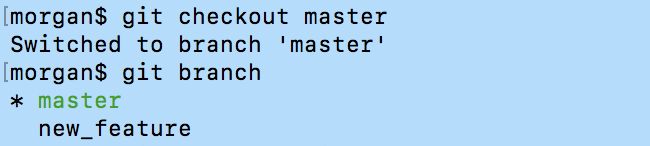 morgan$ git checkout master
Switched to branch 'master'
morgan$ git branch
* master
new_feature